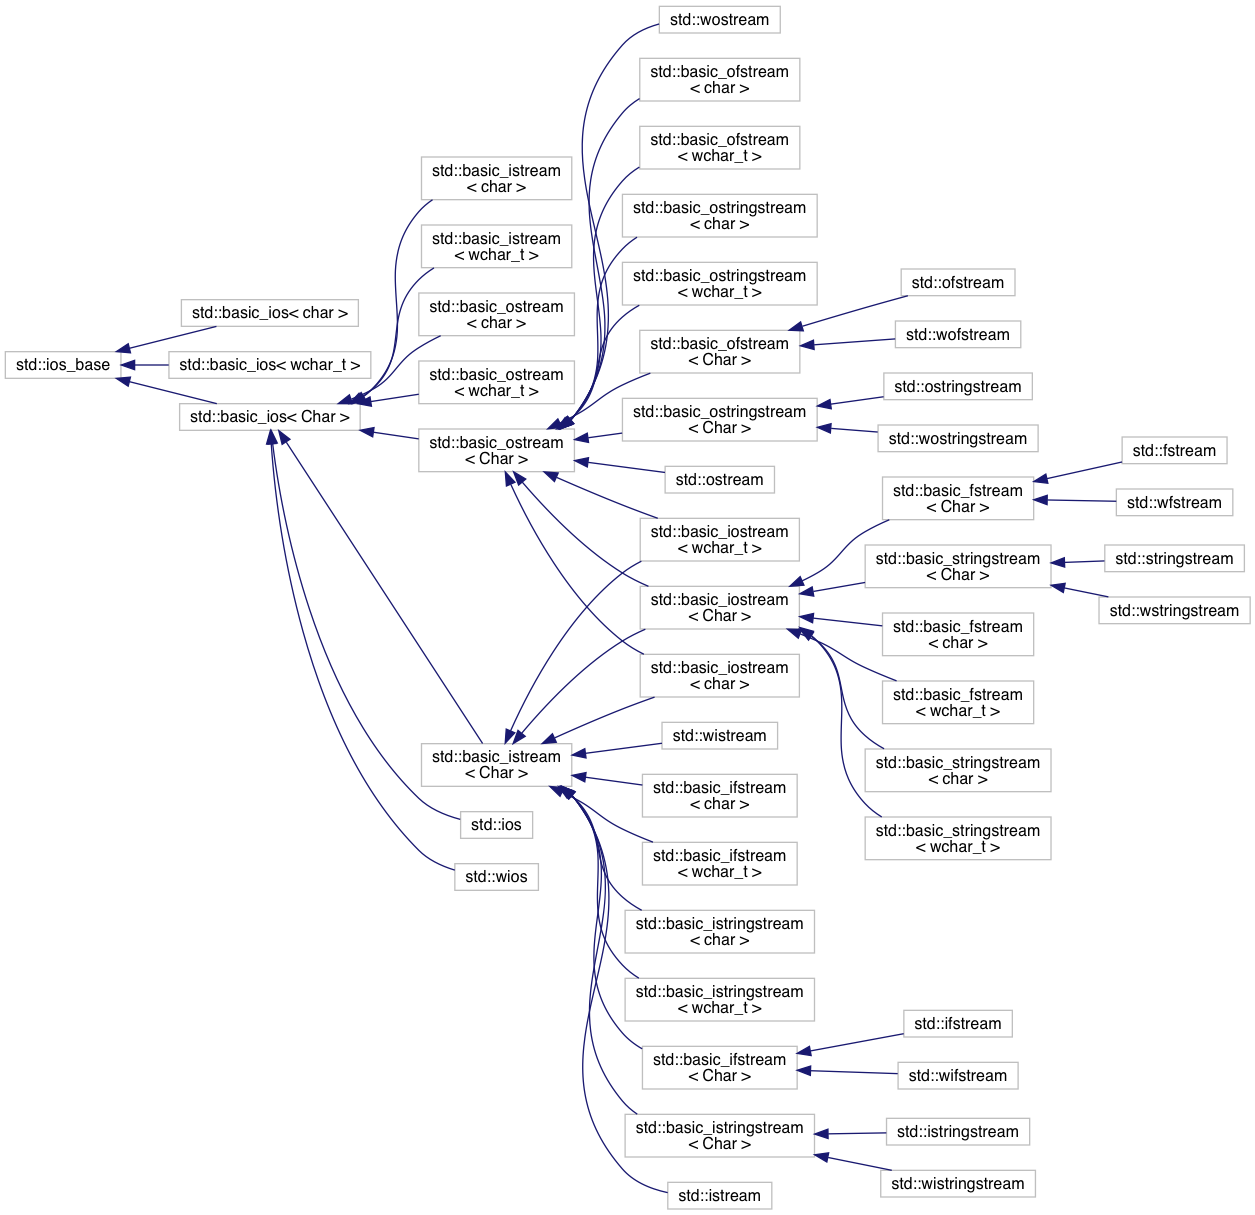 std::wostream
std::basic_ofstream
< char >
std::basic_ofstream
< wchar_t >
std::basic_istream
< char >
std::basic_ostringstream
< char >
std::basic_istream
< wchar_t >
std::basic_ostringstream
< wchar_t >
std::ofstream
std::basic_ios< char >
std::basic_ostream
< char >
std::wofstream
std::basic_ofstream
< Char >
std::ios_base
std::basic_ios< wchar_t >
std::basic_ostream
< wchar_t >
std::ostringstream
std::basic_ios< Char >
std::basic_ostringstream
< Char >
std::wostringstream
std::basic_ostream
< Char >
std::fstream
std::ostream
std::basic_fstream
< Char >
std::wfstream
std::basic_iostream
< wchar_t >
std::basic_stringstream
< Char >
std::stringstream
std::basic_iostream
< Char >
std::wstringstream
std::basic_fstream
< char >
std::basic_iostream
< char >
std::basic_fstream
< wchar_t >
std::wistream
std::basic_istream
< Char >
std::basic_stringstream
< char >
std::basic_ifstream
< char >
std::ios
std::basic_stringstream
< wchar_t >
std::basic_ifstream
< wchar_t >
std::wios
std::basic_istringstream
< char >
std::basic_istringstream
< wchar_t >
std::ifstream
std::basic_ifstream
< Char >
std::wifstream
std::basic_istringstream
< Char >
std::istringstream
std::wistringstream
std::istream